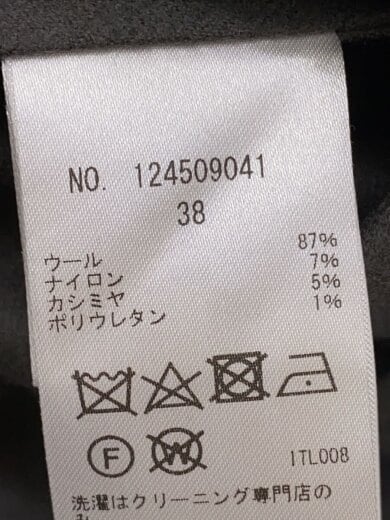 NO. 124509041
38
ウール 87%
ナイロン 7%
カシミヤ 5%
ポリウレタン 1%
F W ITL008
洗濯はクリーニング専門店の
み